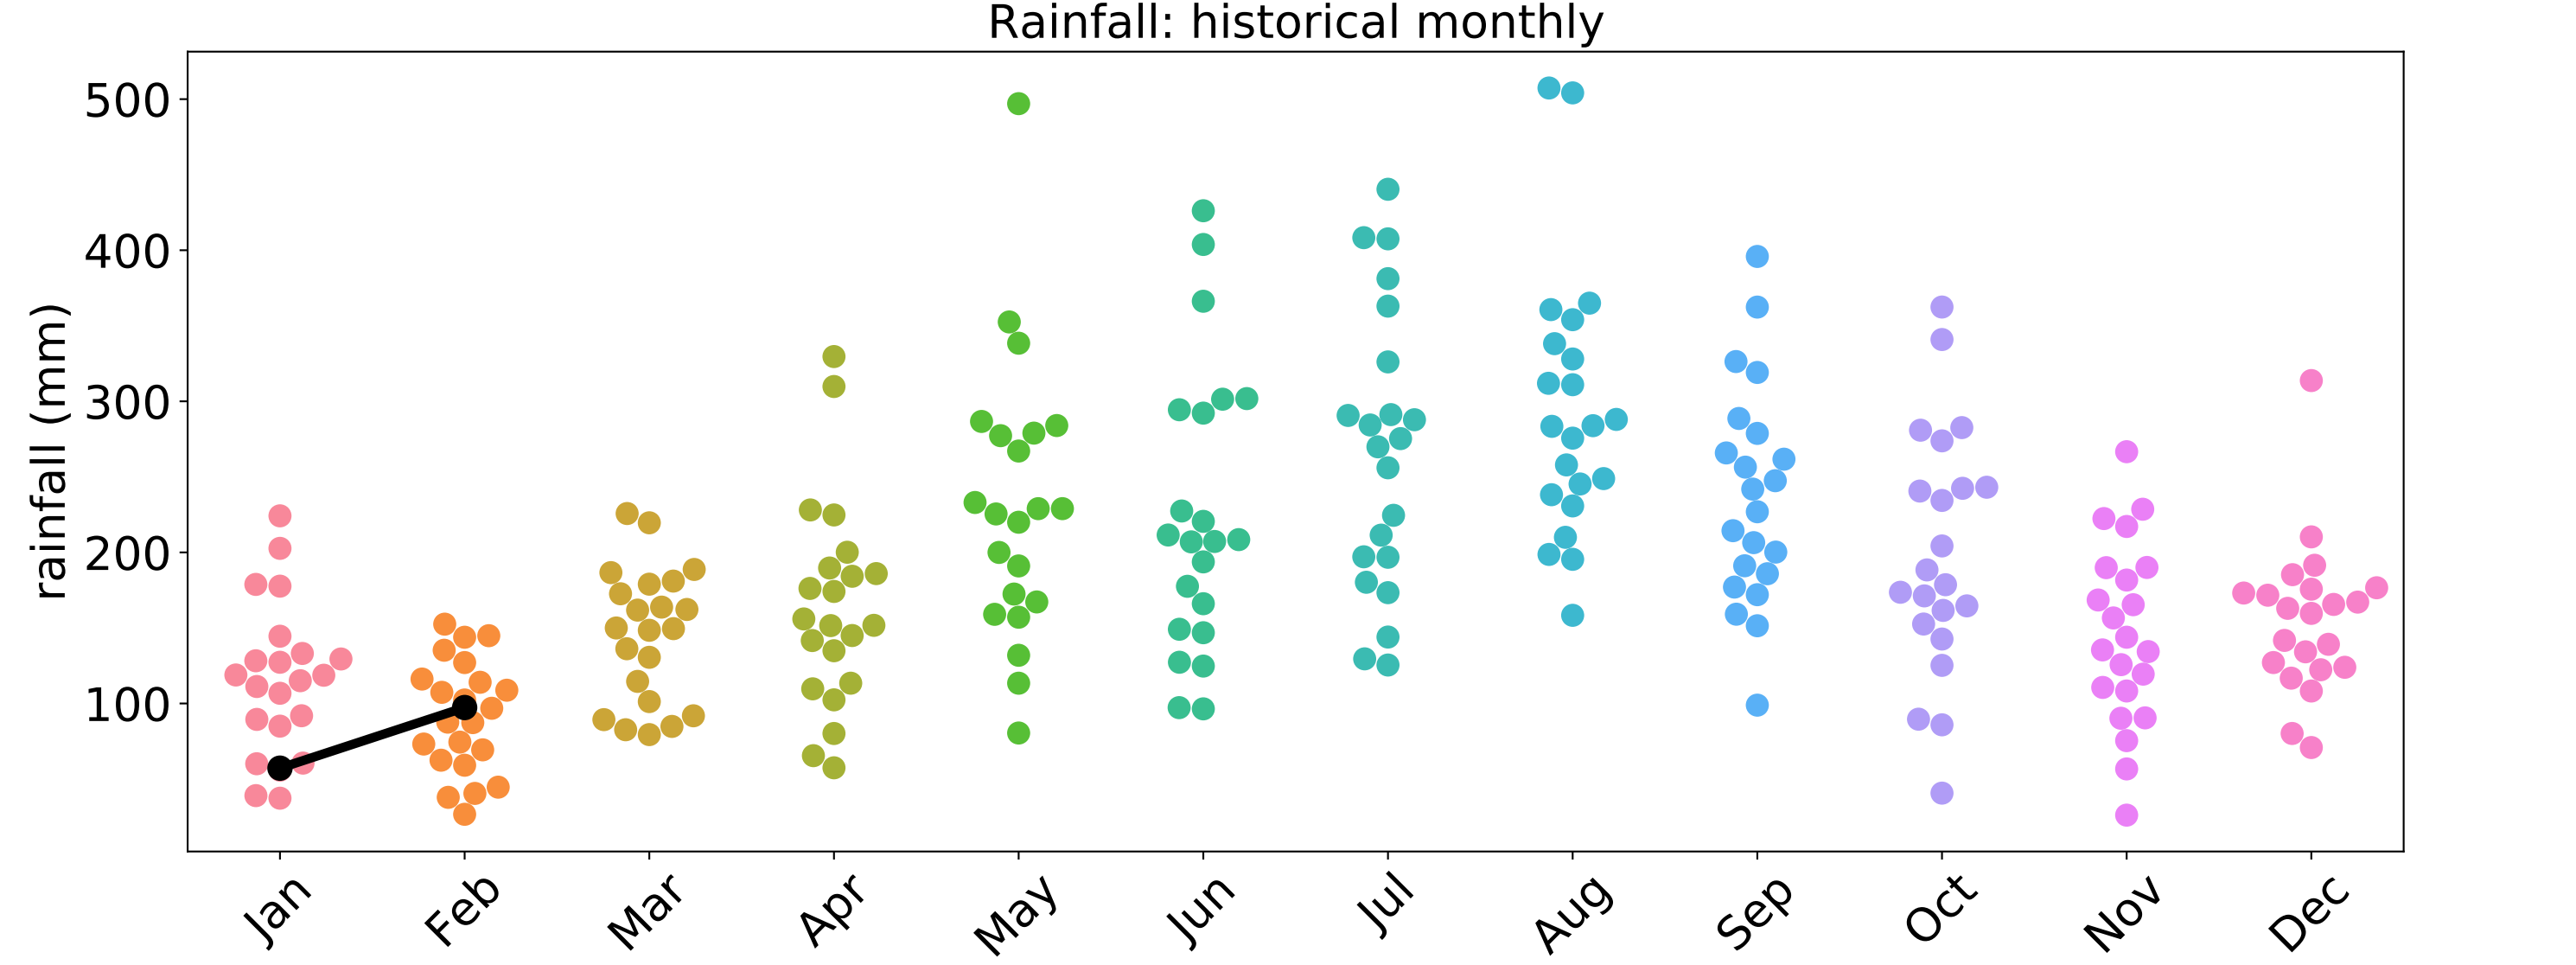 Rainfall: historical monthly
rainfall (mm)
500
400
300
200
100
Jan
Feb
Mar
Apr
May
Jun
Jul
Aug
Sep
Oct
Nov
Dec